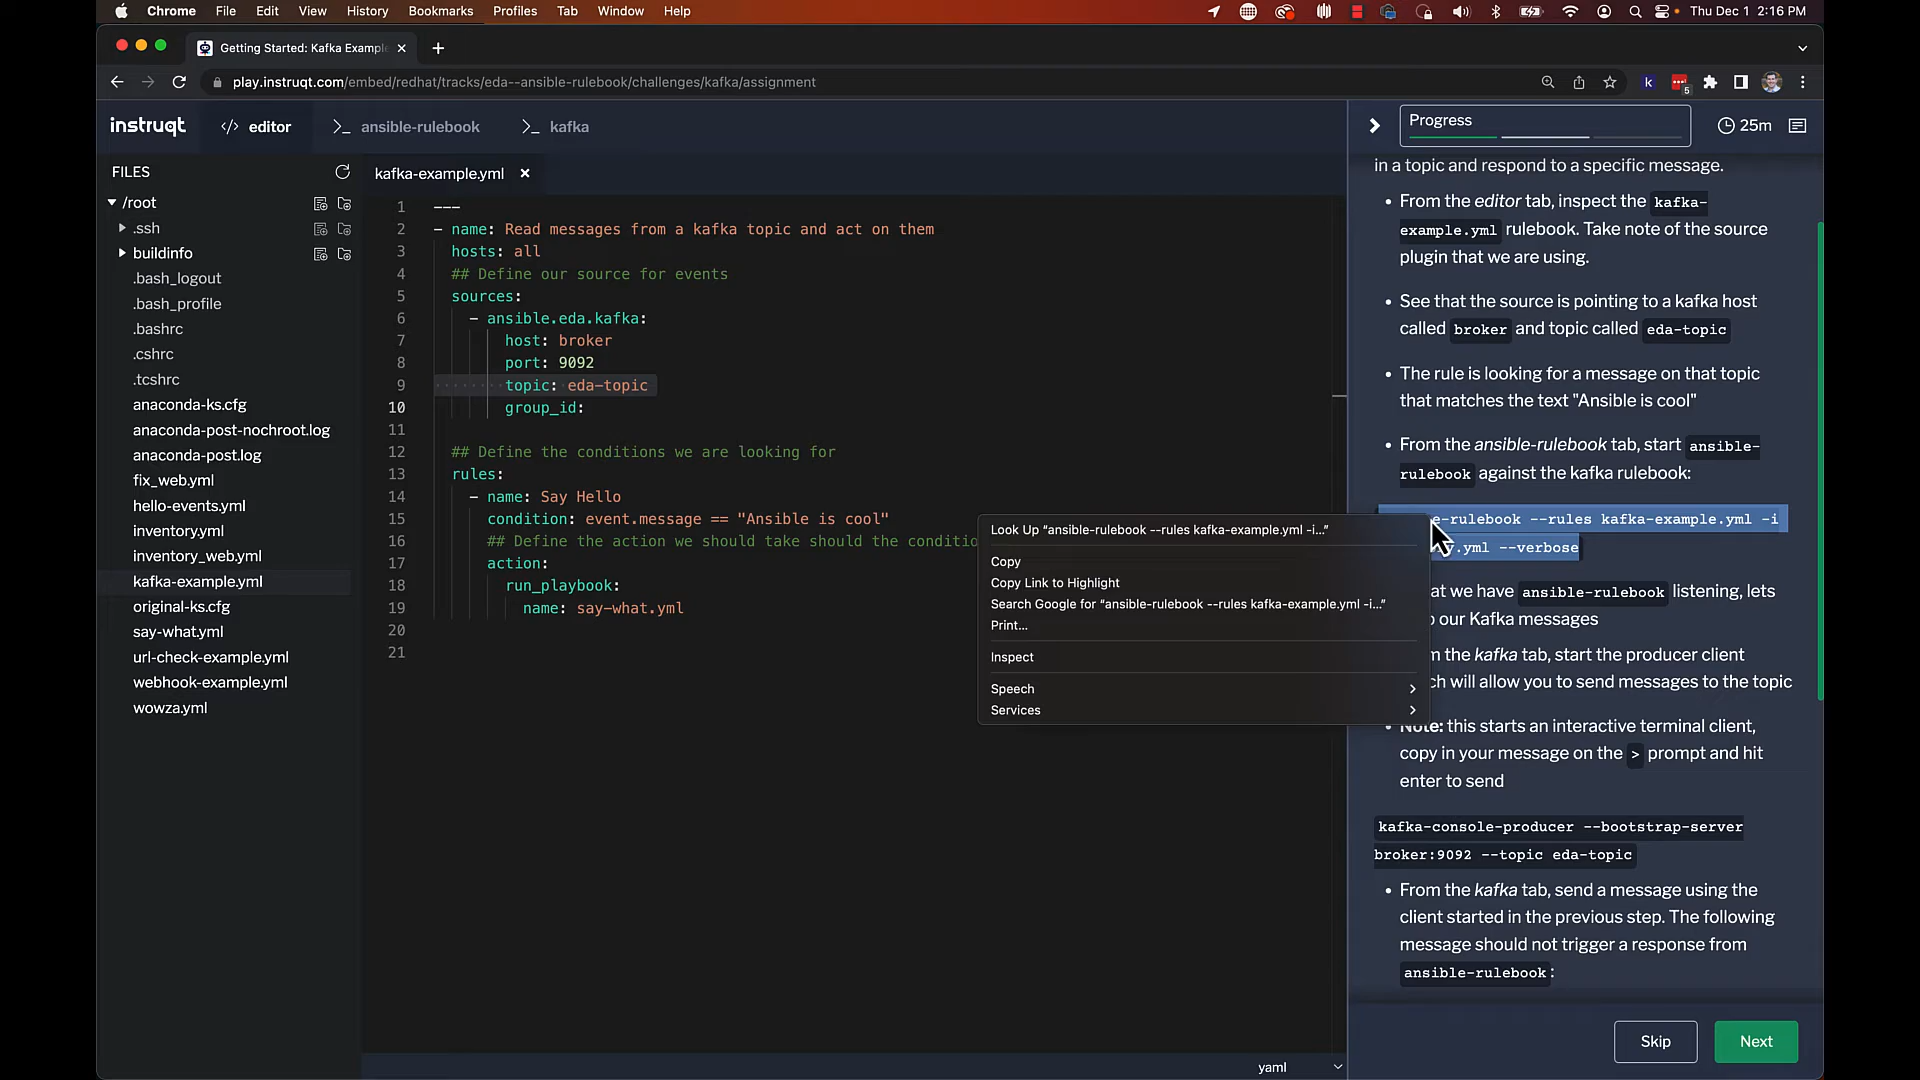 Chrome File Edit View History Bookmarks Profiles Tab Window Help
Thu Dec 1 2:16 PM
Getting Started: Kafka Example
play.instruqt.com/embed/redhat/tracks/eda--ansible-rulebook/challenges/kafka/assignment
5
instruqt
</> editor
>_ ansible-rulebook
>_ kafka
Progress
25m
FILES
/root
.ssh
buildinfo
.bash_logout
.bash_profile
.bashrc
.cshrc
.tcshrc
anaconda-ks.cfg
anaconda-post-nochroot.log
anaconda-post.log
fix_web.yml
hello-events.yml
inventory.yml
inventory_web.yml
kafka-example.yml
original-ks.cfg
say-what.yml
url-check-example.yml
webhook-example.yml
wowza.yml
kafka-example.yml
1 ---
2 - name: Read messages from a kafka topic and act on them
3 hosts: all
4 ## Define our source for events
5 sources:
6 - ansible.eda.kafka:
7 host: broker
8 port: 9092
9 topic: eda-topic
10 group_id:
11
12 ## Define the conditions we are looking for
13 rules:
14 - name: Say Hello
15 condition: event.message == "Ansible is cool"
16 ## Define the action we should take should the conditio
17 action:
18 run_playbook:
19 name: say-what.yml
20
21
Look Up “ansible-rulebook --rules kafka-example.yml -i...”
Copy
Copy Link to Highlight
Search Google for “ansible-rulebook --rules kafka-example.yml -i...”
Print...
Inspect
Speech
Services
in a topic and respond to a specific message.
• From the editor tab, inspect the kafka-
example.yml rulebook. Take note of the source
plugin that we are using.
• See that the source is pointing to a kafka host
called broker and topic called eda-topic
• The rule is looking for a message on that topic
that matches the text "Ansible is cool"
• From the ansible-rulebook tab, start ansible-
rulebook against the kafka rulebook:
e-rulebook --rules kafka-example.yml -i
.yml --verbose
at we have ansible-rulebook listening, lets
our Kafka messages
m the kafka tab, start the producer client
ch will allow you to send messages to the topic
• Note: this starts an interactive terminal client,
copy in your message on the > prompt and hit
enter to send
kafka-console-producer --bootstrap-server
broker:9092 --topic eda-topic
• From the kafka tab, send a message using the
client started in the previous step. The following
message should not trigger a response from
ansible-rulebook:
Skip
Next
yaml